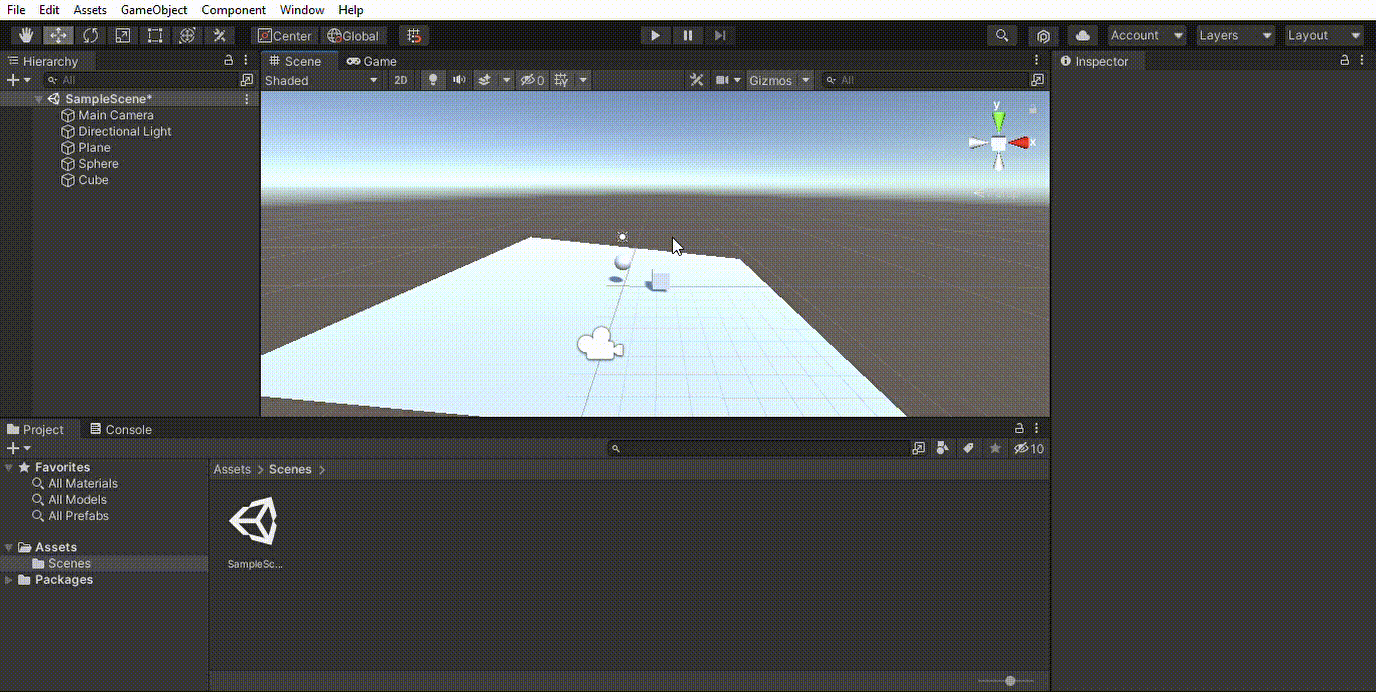 File Edit Assets GameObject Component Window Help
Center Global Account Layers Layout
Hierarchy
All
SampleScene*
Main Camera
Directional Light
Plane
Sphere
Cube
Scene Game
Shaded 2D 0 Gizmos All
y
x
Inspector
Project Console
10
Favorites
All Materials
All Models
All Prefabs
Assets
Scenes
Packages
Assets > Scenes >
SampleSc...